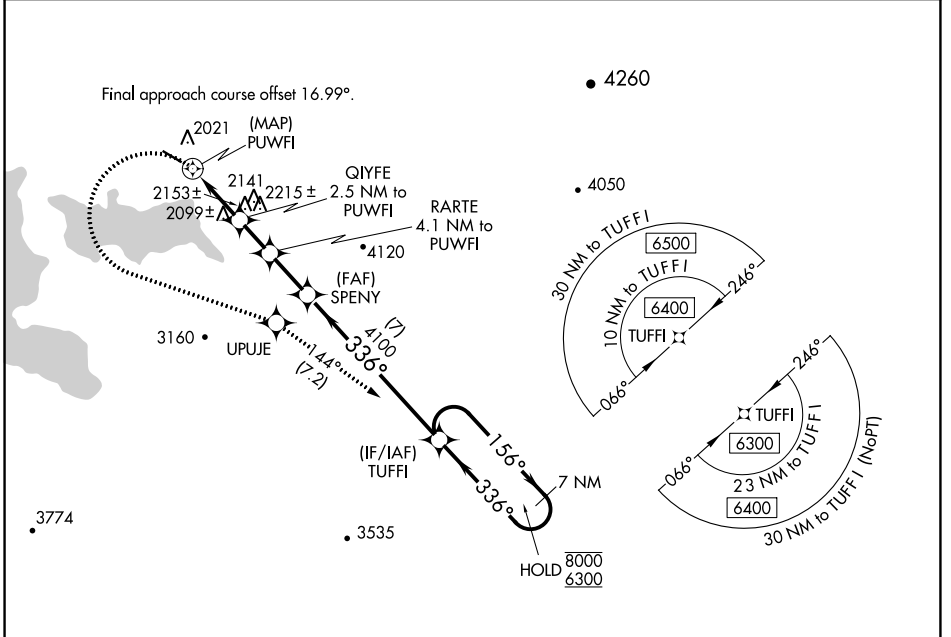 4260
Final approach course offset 16.99°.
2021
(MAP)
PUWFI
QIYFE
2.5 NM to
PUWFI
2141
2153±
2215±
2099±
4050
RARTE
4.1 NM to
PUWFI
4120
(FAF)
SPENY
30 NM to TUFFI
6500
246°
10 NM to TUFFI
6400
TUFFI
066°
3160
UPUJE
144°
(7.2)
(7)
4100
336°
246°
TUFFI
066°
6300
23 NM to TUFFI
6400
30 NM to TUFFI (NoPT)
(IF/IAF)
TUFFI
156°
336°
7 NM
3774
3535
HOLD
8000
6300